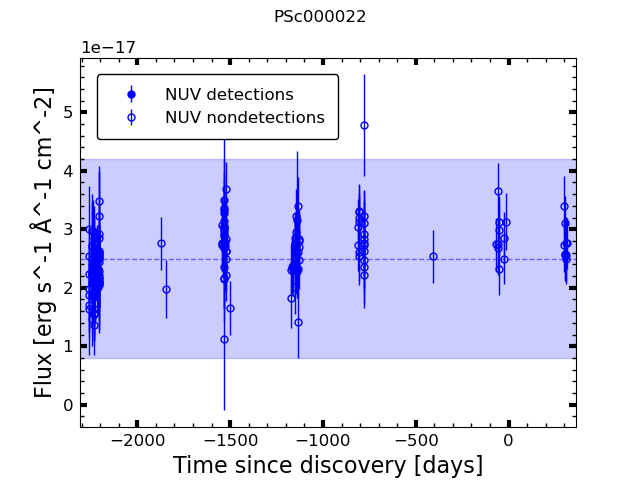 PSc000022
1e−17
NUV detections
NUV nondetections
5
4
3
2
1
0
Flux [erg s^-1 Å^-1 cm^-2]
−2000 −1500 −1000 −500 0
Time since discovery [days]